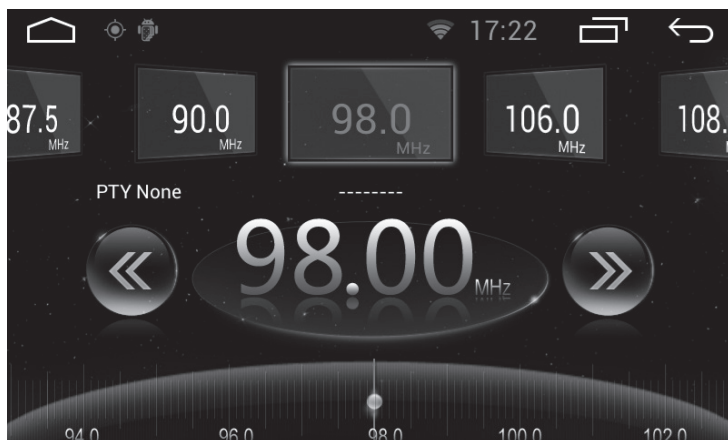 17:22
87.5 MHz 90.0 MHz 98.0 MHz 106.0 MHz 108.
PTY None --------
98.00 MHz
94.0 96.0 98.0 100.0 102.0